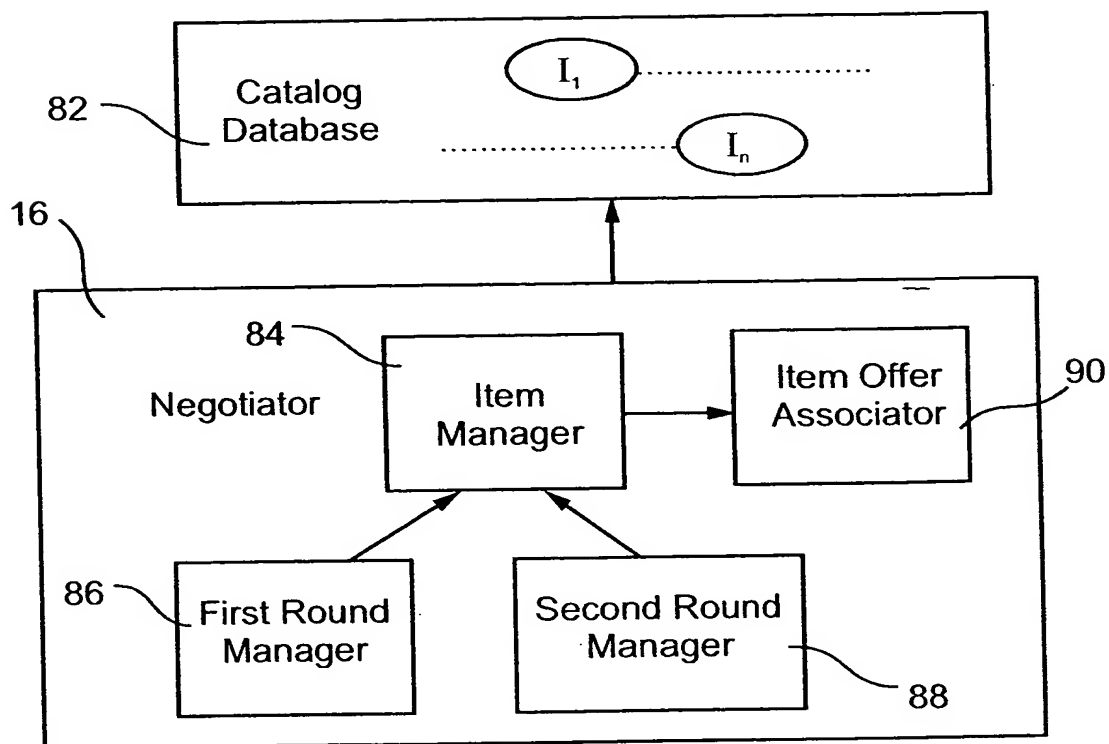 82
Catalog
Database
I₁
Iₙ
16
Negotiator
84
Item
Manager
Item Offer
Associator
90
86
First Round
Manager
Second Round
Manager
88